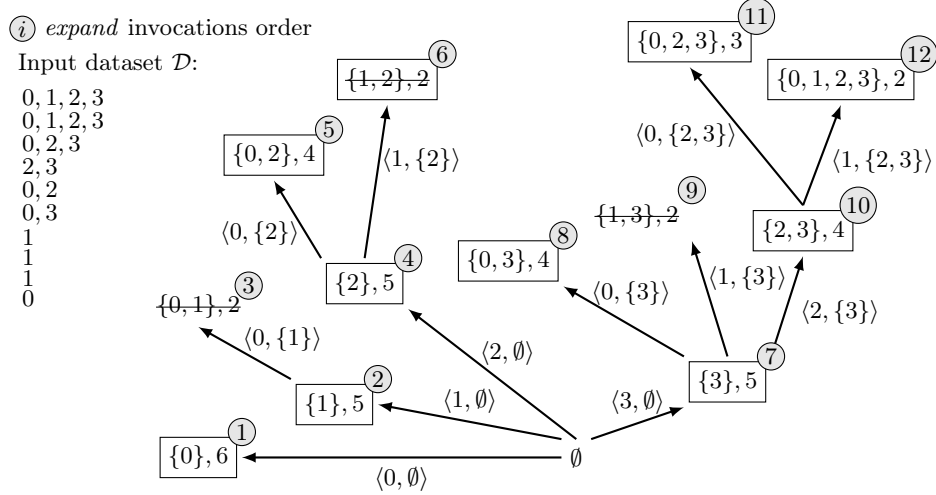 i expand invocations order
Input dataset D:
0, 1, 2, 3
0, 1, 2, 3
0, 2, 3
2, 3
0, 2
0, 3
1
1
1
0
11
{0, 2, 3}, 3
12
{0, 1, 2, 3}, 2
6
{1, 2}, 2
5
{0, 2}, 4
⟨1, {2}⟩
⟨0, {2, 3}⟩
⟨1, {2, 3}⟩
9
{1, 3}, 2
10
{2, 3}, 4
⟨0, {2}⟩
8
{0, 3}, 4
4
{2}, 5
3
{0, 1}, 2
⟨0, {3}⟩
⟨1, {3}⟩
⟨2, {3}⟩
⟨0, {1}⟩
⟨2, ∅⟩
7
{3}, 5
2
{1}, 5
⟨1, ∅⟩
⟨3, ∅⟩
1
{0}, 6
⟨0, ∅⟩
∅